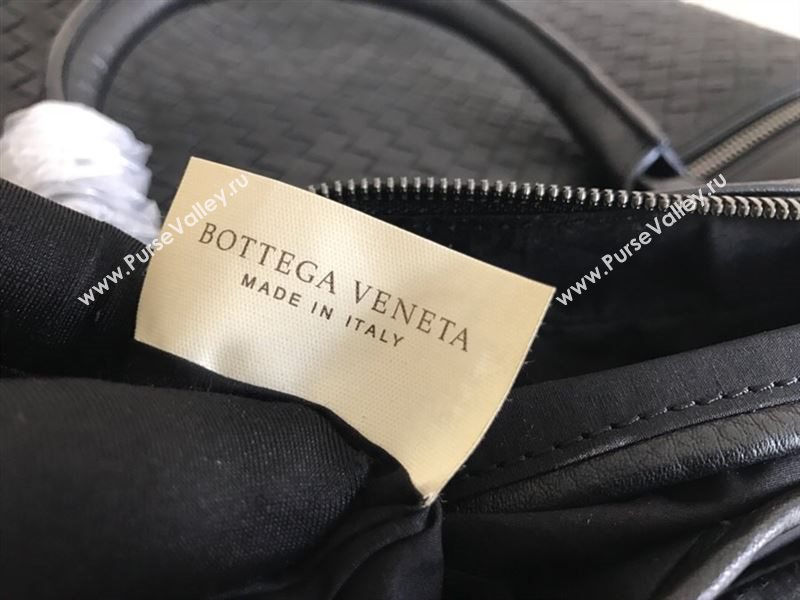 BOTTEGA VENETA
MADE IN ITALY
www.PurseValley.ru
www.PurseValley.ru